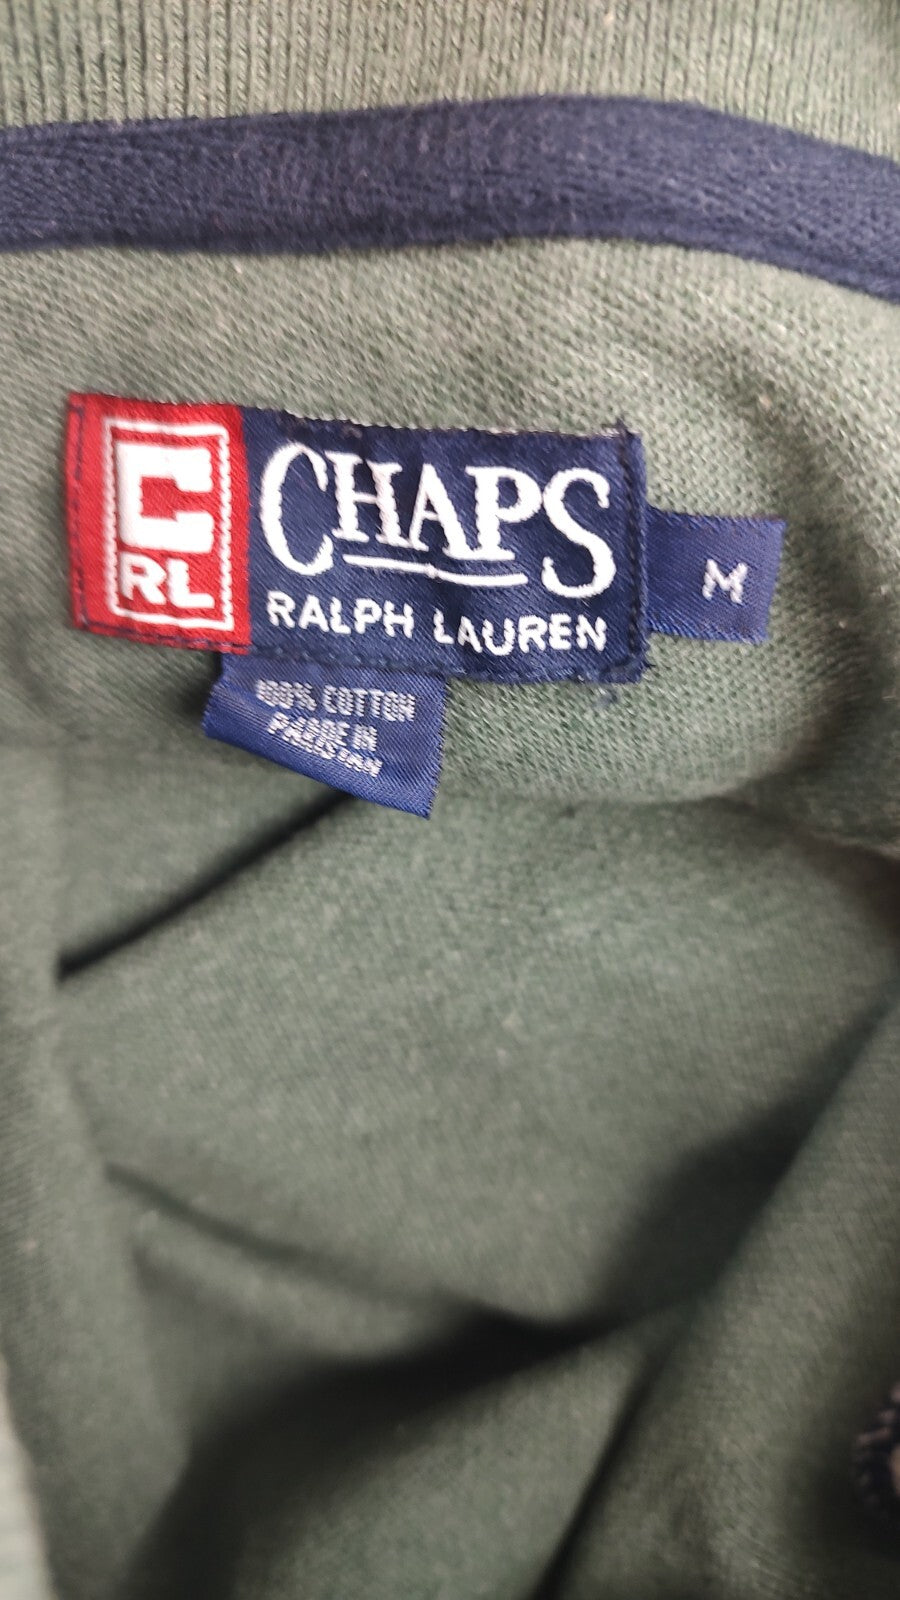 C
RL
CHAPS
RALPH LAUREN
M
100% COTTON
MADE IN
PAKISTAN